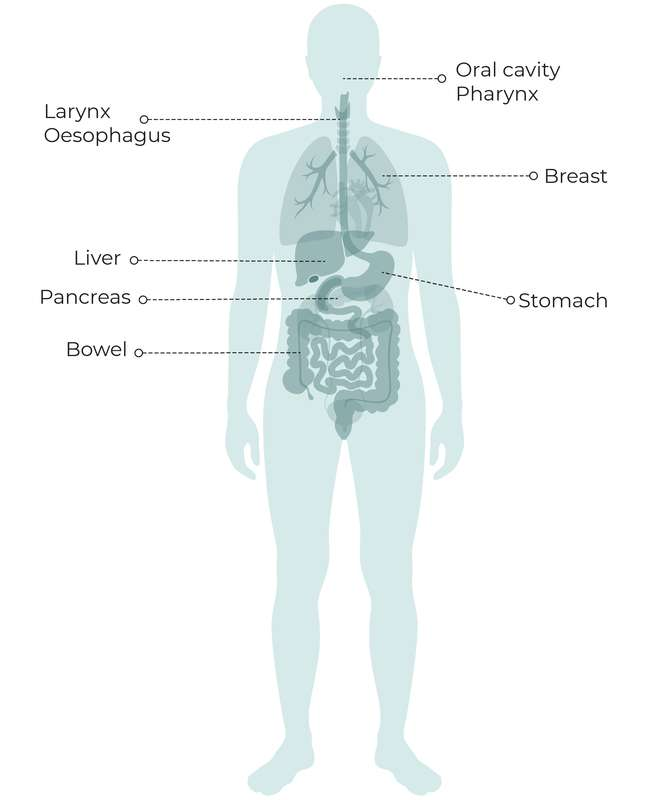 Oral cavity
Pharynx
Larynx
Oesophagus
Breast
Liver
Pancreas
Stomach
Bowel